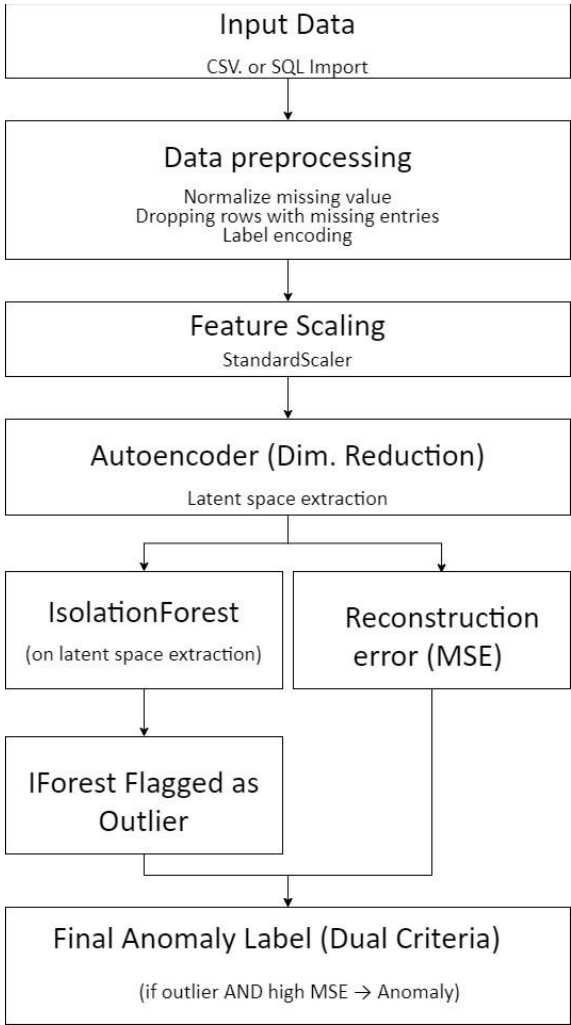 Input Data
CSV. or SQL Import
Data preprocessing
Normalize missing value
Dropping rows with missing entries
Label encoding
Feature Scaling
StandardScaler
Autoencoder (Dim. Reduction)
Latent space extraction
IsolationForest
(on latent space extraction)
Reconstruction
error (MSE)
IForest Flagged as
Outlier
Final Anomaly Label (Dual Criteria)
(if outlier AND high MSE → Anomaly)